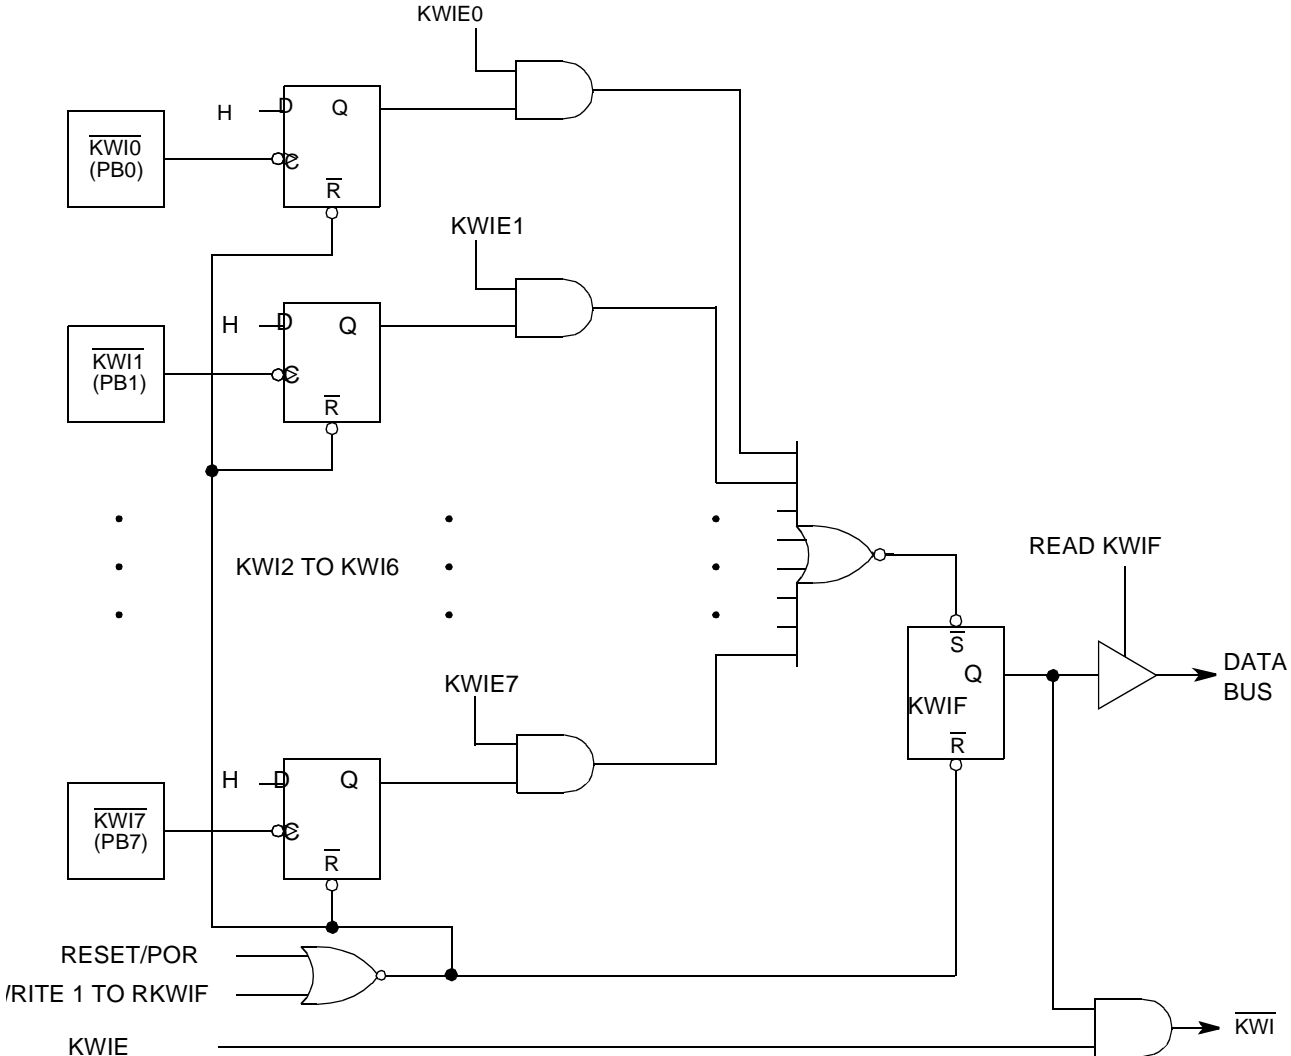 KWIE0
H
D
Q
KWI0
(PB0)
C
R
KWIE1
H
D
Q
KWI1
(PB1)
C
R
KWI2 TO KWI6
READ KWIF
S
Q
KWIF
R
DATA
BUS
KWIE7
H
D
Q
KWI7
(PB7)
C
R
RESET/POR
1 TO RKWIF
KWIE
KWI